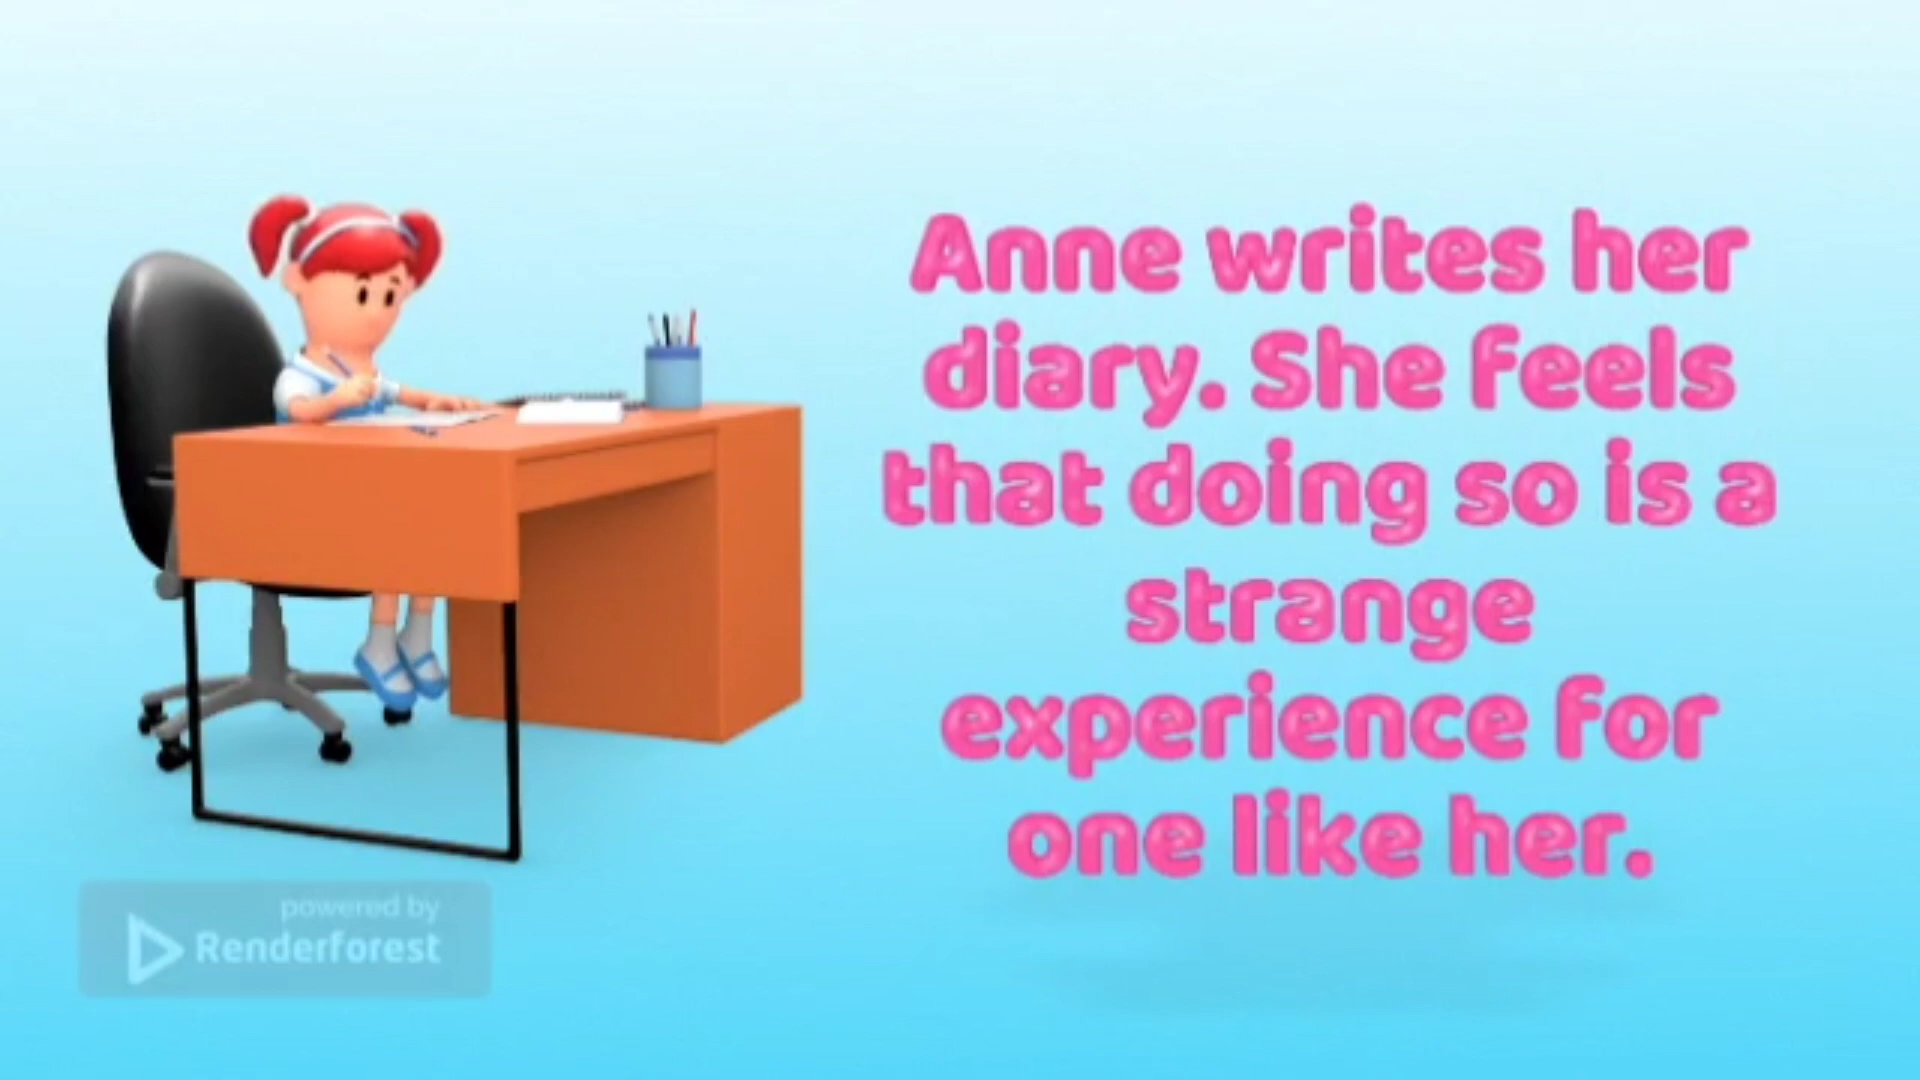 Anne writes her
diary. She feels
that doing so is a
strange
experience for
one like her.
powered by
Renderforest